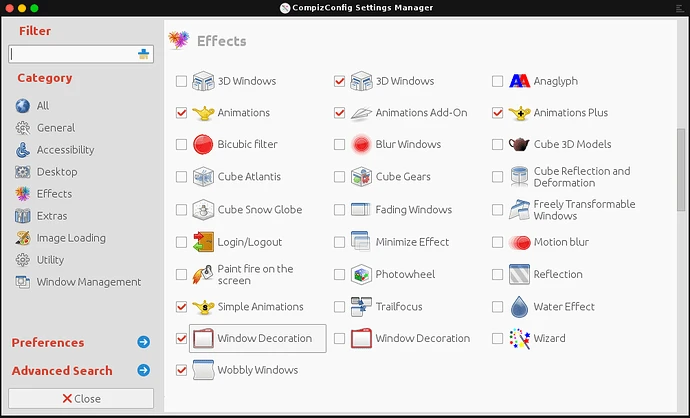 CompizConfig Settings Manager
Filter
Category
All
General
Accessibility
Desktop
Effects
Extras
Image Loading
Utility
Window Management
Preferences
Advanced Search
Close
Effects
3D Windows
3D Windows
Anaglyph
Animations
Animations Add-On
Animations Plus
Bicubic filter
Blur Windows
Cube 3D Models
Cube Atlantis
Cube Gears
Cube Reflection and
Deformation
Cube Snow Globe
Fading Windows
Freely Transformable
Windows
Login/Logout
Minimize Effect
Motion blur
Paint fire on the
screen
Photowheel
Reflection
Simple Animations
Trailfocus
Water Effect
Window Decoration
Window Decoration
Wizard
Wobbly Windows